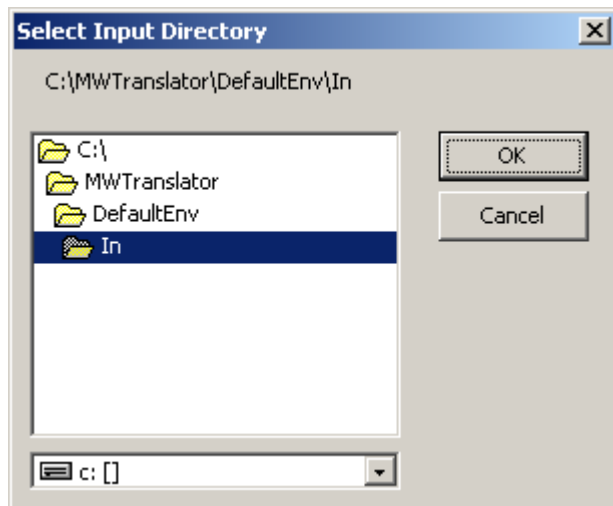 Select Input Directory
C:\MWTranslator\DefaultEnv\In
C:\
MWTranslator
DefaultEnv
In
OK
Cancel
c: []